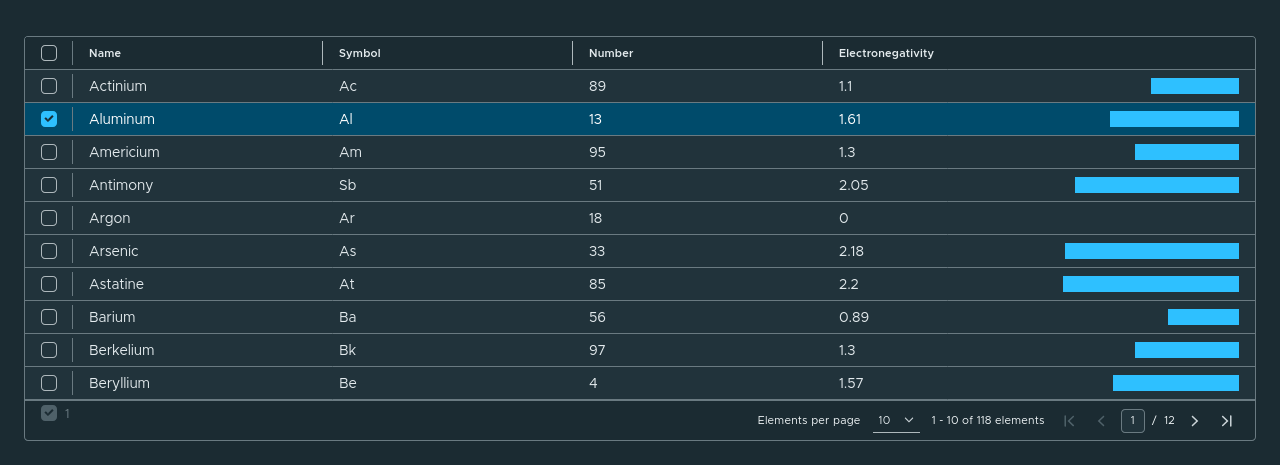 Name Symbol Number Electronegativity
Actinium Ac 89 1.1
Aluminum Al 13 1.61
Americium Am 95 1.3
Antimony Sb 51 2.05
Argon Ar 18 0
Arsenic As 33 2.18
Astatine At 85 2.2
Barium Ba 56 0.89
Berkelium Bk 97 1.3
Beryllium Be 4 1.57
1 Elements per page 10 1 - 10 of 118 elements 1 / 12